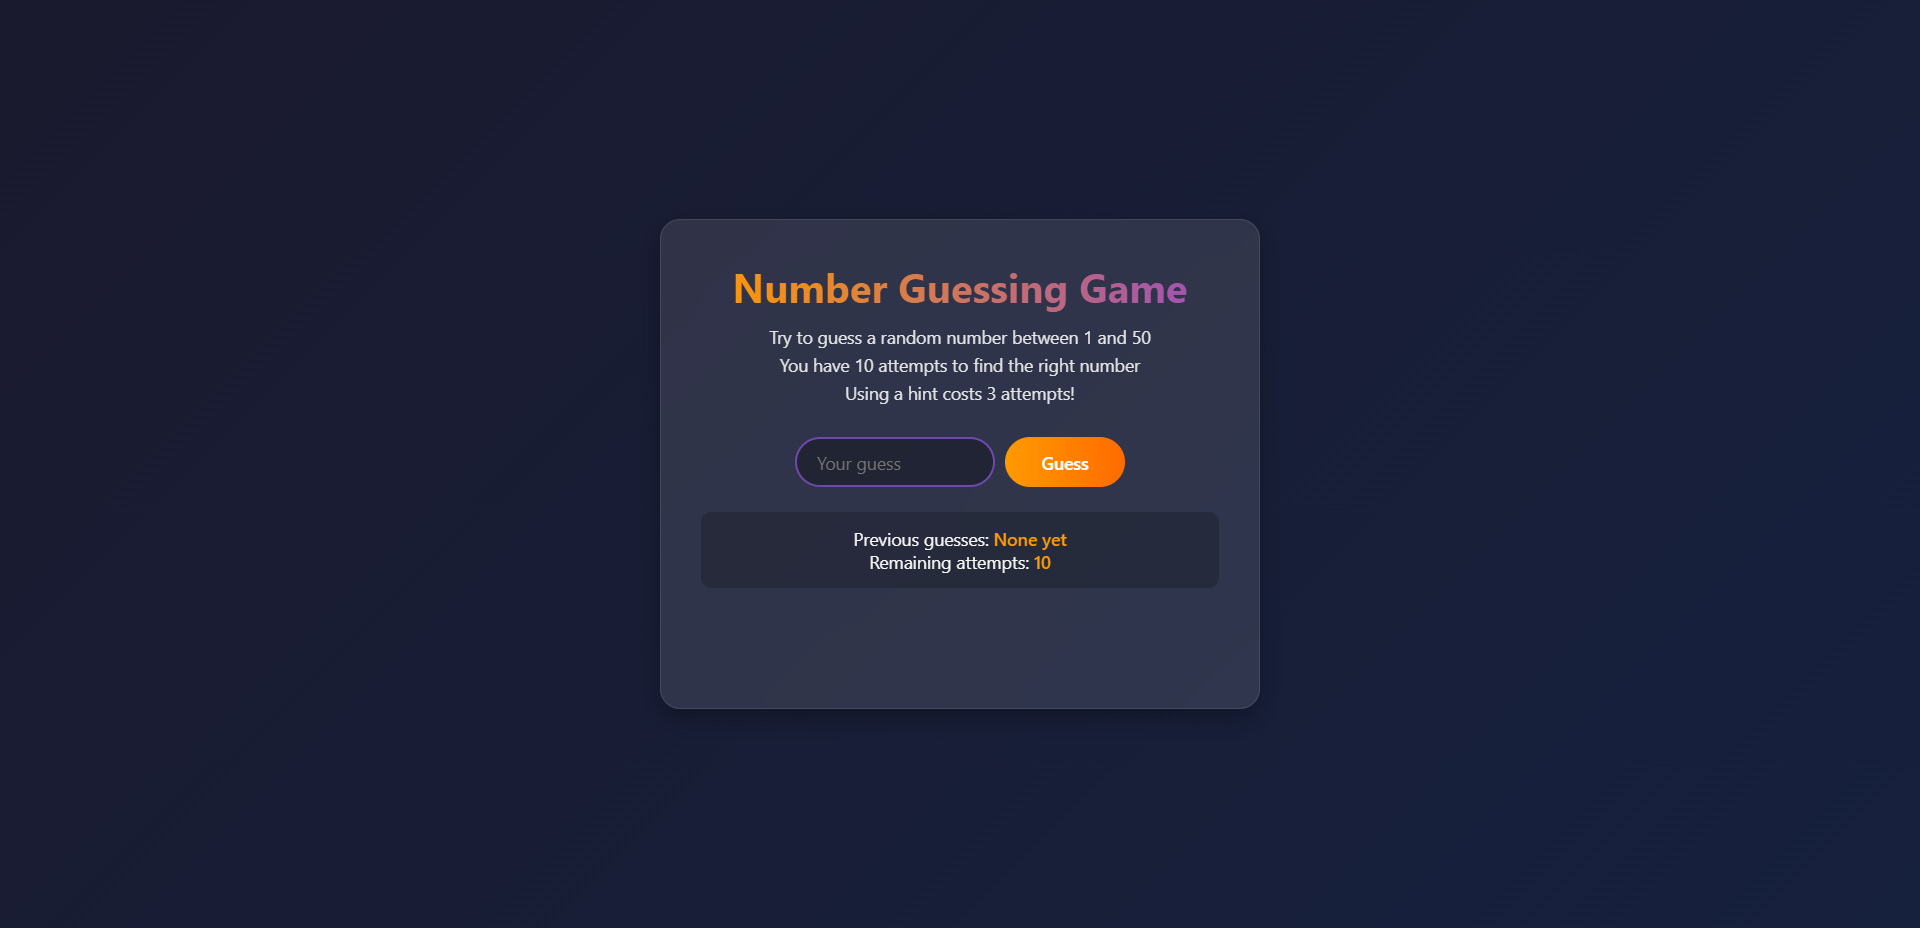 Number Guessing Game
Try to guess a random number between 1 and 50
You have 10 attempts to find the right number
Using a hint costs 3 attempts!
Your guess
Guess
Previous guesses: None yet
Remaining attempts: 10